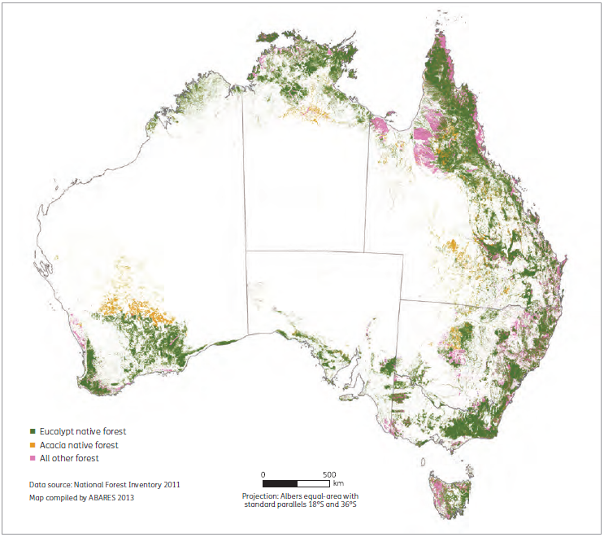 Eucalypt native forest
Acacia native forest
All other forest
Data source: National Forest Inventory 2011
Map compiled by ABARES 2013
0 500
km
Projection: Albers equal-area with
standard parallels 18°S and 36°S